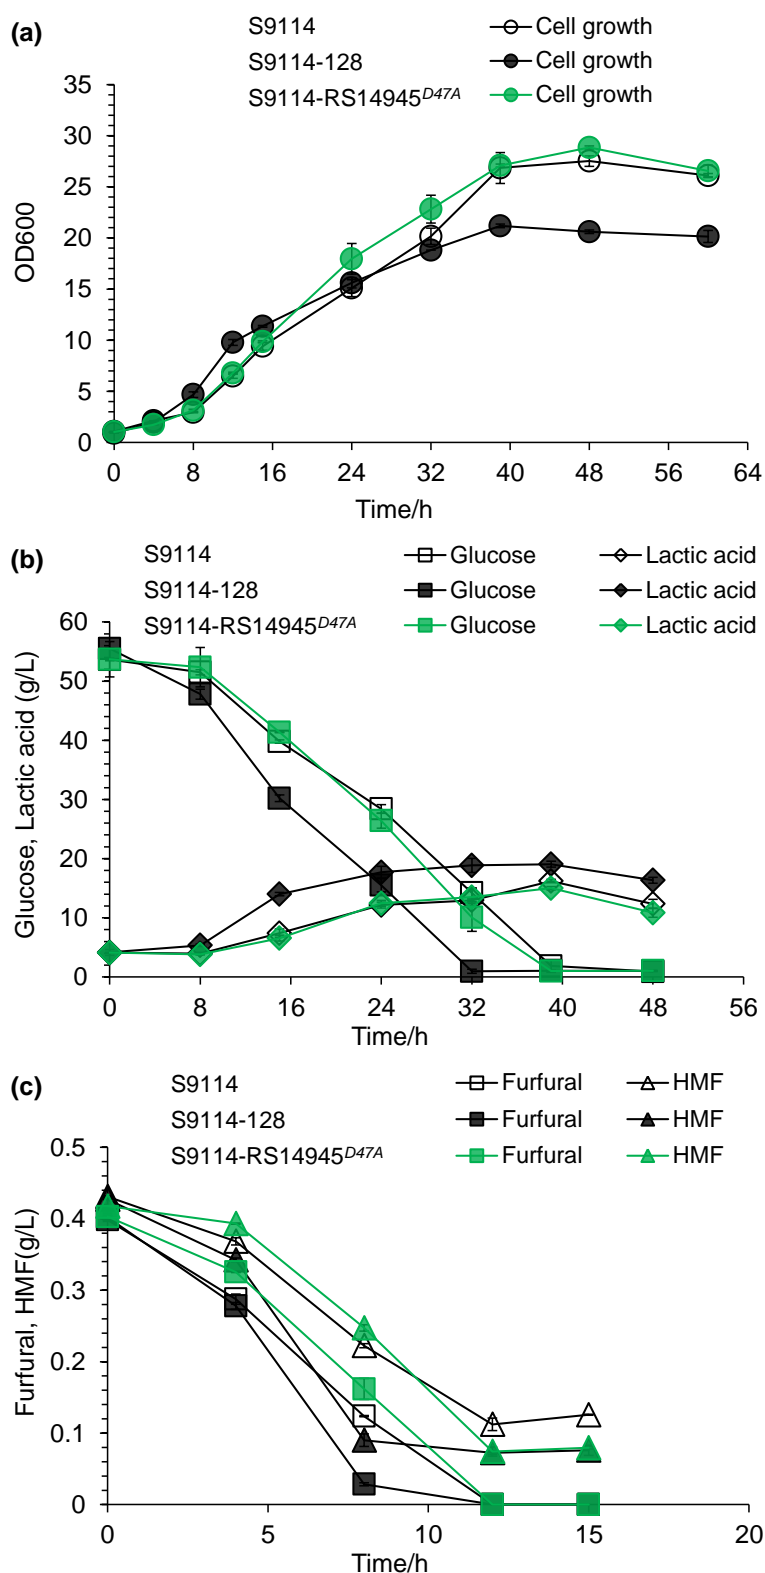 (a)
S9114 Cell growth
S9114-128 Cell growth
S9114-RS14945D47A Cell growth
35
30
25
20
15
10
5
0
OD600
0 8 16 24 32 40 48 56 64
Time/h
(b)
S9114 Glucose Lactic acid
S9114-128 Glucose Lactic acid
S9114-RS14945D47A Glucose Lactic acid
60
50
40
30
20
10
0
Glucose, Lactic acid (g/L)
0 8 16 24 32 40 48 56
Time/h
(c)
S9114 Furfural HMF
S9114-128 Furfural HMF
S9114-RS14945D47A Furfural HMF
0.5
0.4
0.3
0.2
0.1
0
Furfural, HMF(g/L)
0 5 10 15 20
Time/h